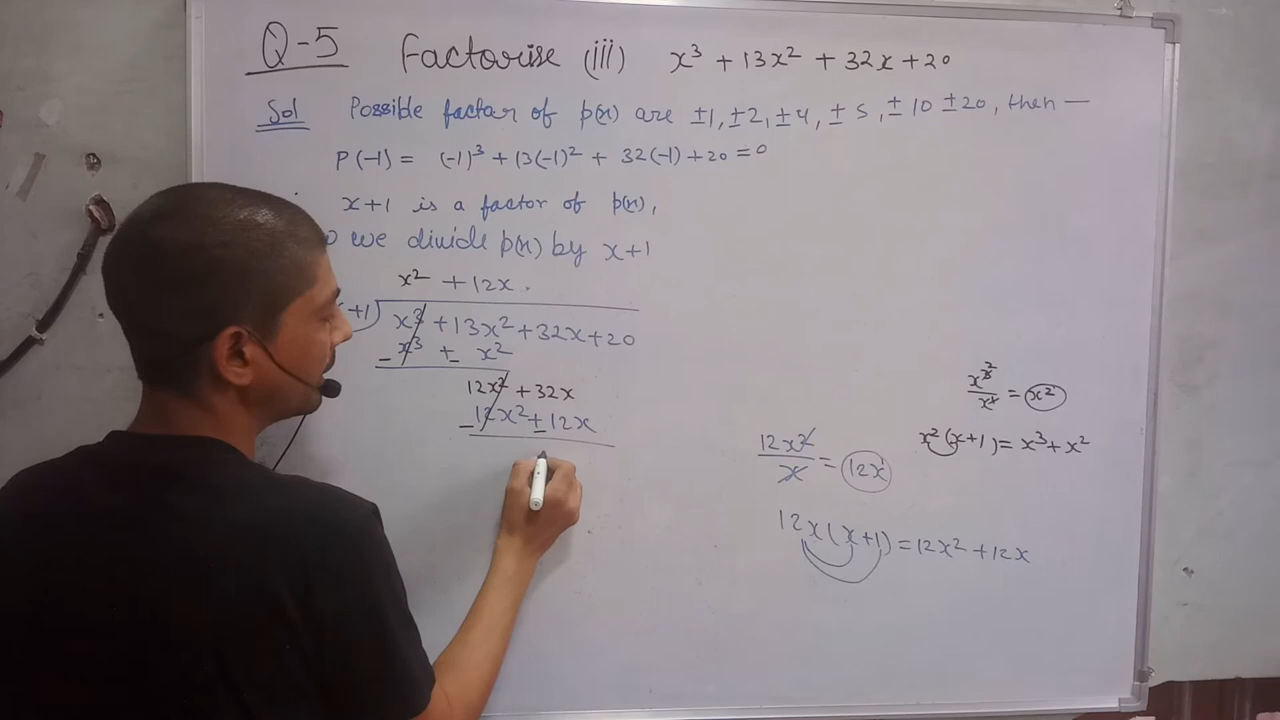 Q-5 Factorise (iii) x³ + 13x² + 32x + 20
Sol Possible factor of p(x) are ±1, ±2, ±4, ±5, ±10 ±20, then —
P(-1) = (-1)³ + 13(-1)² + 32(-1) + 20 = 0
x+1 is a factor of p(x),
we divide p(x) by x+1
x² + 12x
+1) x³ + 13x² + 32x + 20
- x³ ± x²
12x² + 32x
- 12x² ± 12x
x³/x = x²
x²(x+1) = x³ + x²
12x²/x = 12x
12x(x+1) = 12x² + 12x